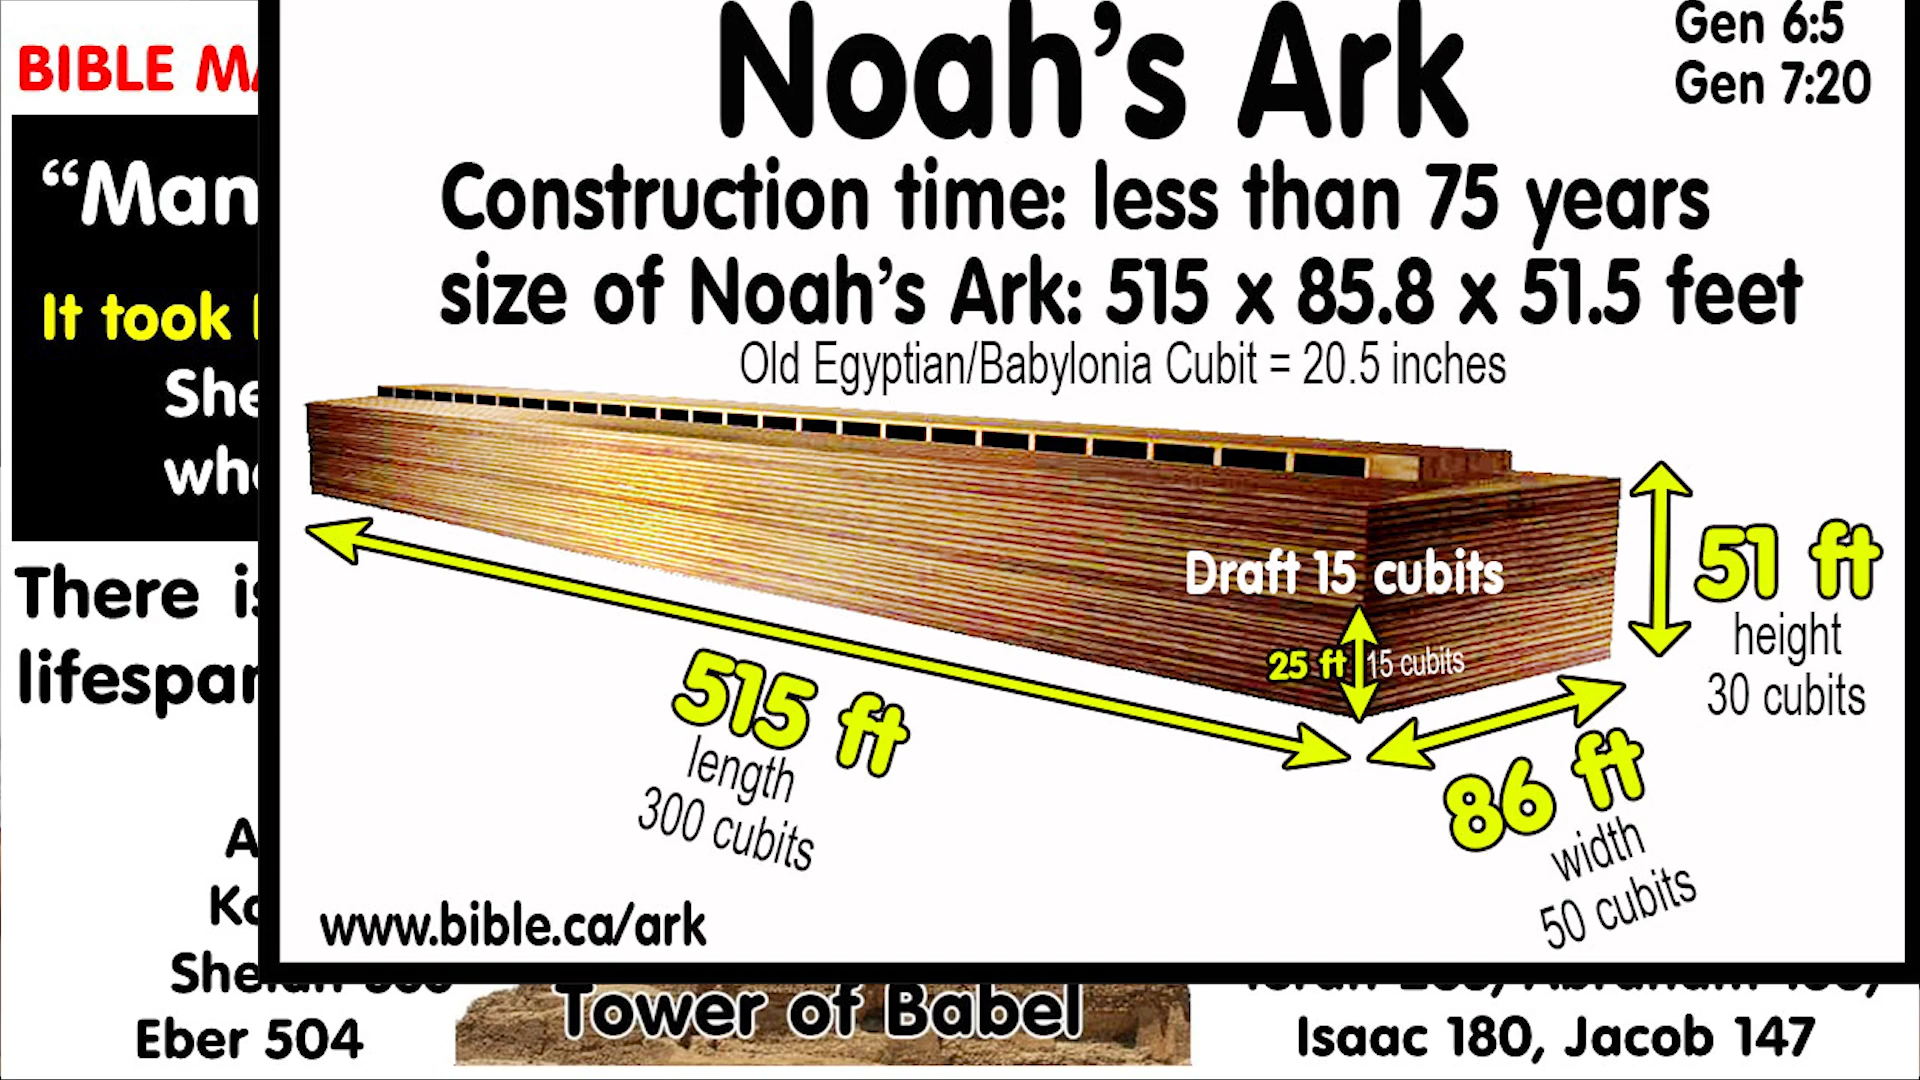 Noah's Ark
Gen 6:5
Gen 7:20
Construction time: less than 75 years
size of Noah's Ark: 515 x 85.8 x 51.5 feet
Old Egyptian/Babylonia Cubit = 20.5 inches
Draft 15 cubits
25 ft
15 cubits
51 ft
height
30 cubits
515 ft
length
300 cubits
86 ft
width
50 cubits
www.bible.ca/ark
BIBLE
"Man
It took
There
Tower of Babel
Eber 504
Isaac 180, Jacob 147